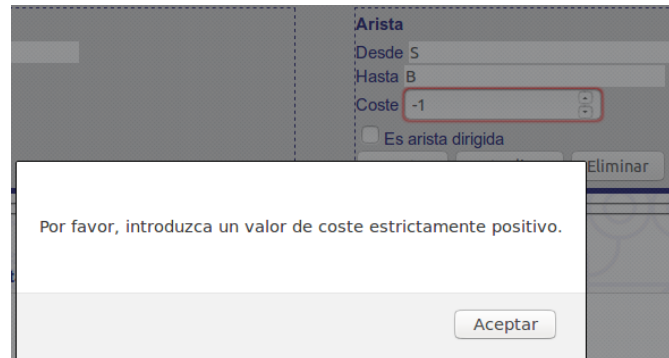 Arista
Desde S
Hasta B
Coste -1
Es arista dirigida
Eliminar
Por favor, introduzca un valor de coste estrictamente positivo.
Aceptar